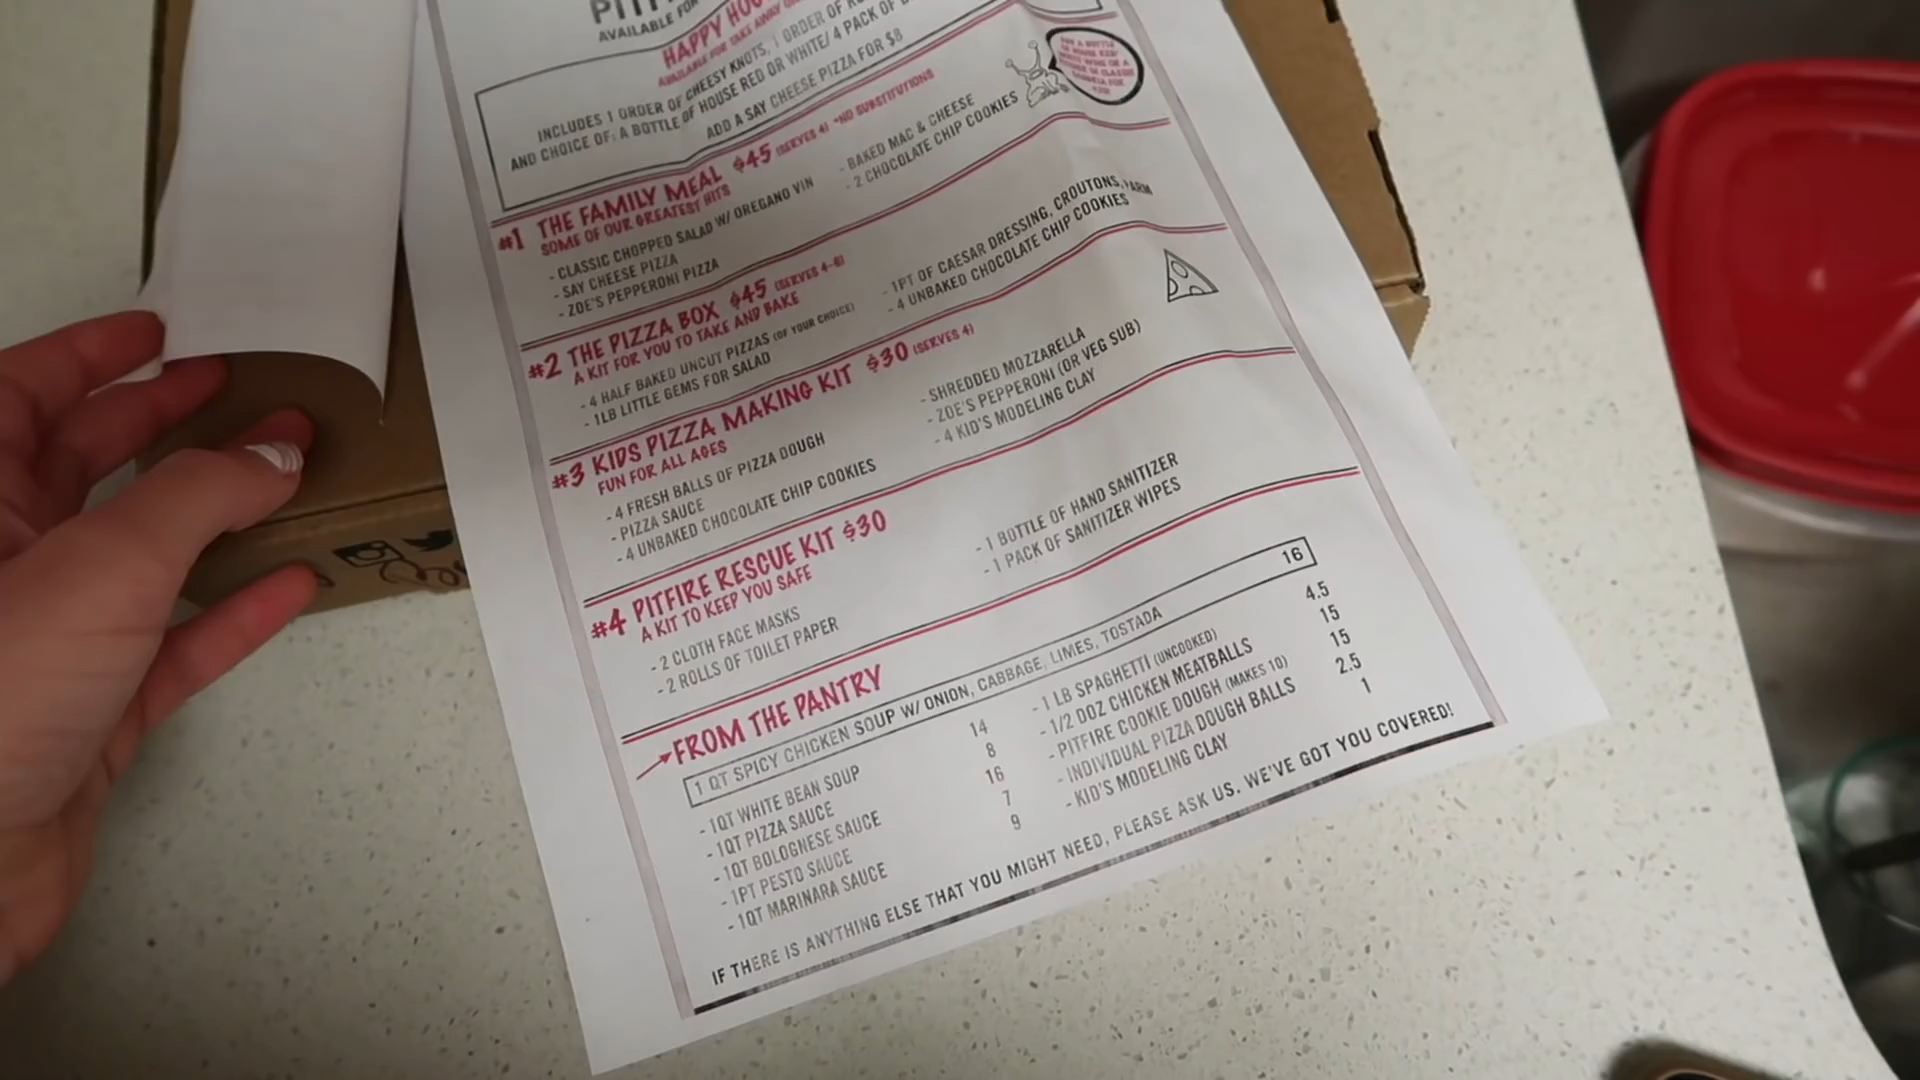 AVAILABLE FOR
HAPPY HOU
AVAILABLE FOR TAKE AWAY
INCLUDES 1 ORDER OF CHEESY KNOTS, 1 ORDER OF
AND CHOICE OF: A BOTTLE OF HOUSE RED OR WHITE/ 4 PACK OF
ADD A SAY CHEESE PIZZA FOR $8
#1 THE FAMILY MEAL $45 (SERVES 4) *NO SUBSTITUTIONS
SOME OF OUR GREATEST HITS
- CLASSIC CHOPPED SALAD W/ OREGANO VIN
- SAY CHEESE PIZZA
- ZOE'S PEPPERONI PIZZA
- BAKED MAC & CHEESE
- 2 CHOCOLATE CHIP COOKIES
#2 THE PIZZA BOX $45 (SERVES 4-6)
A KIT FOR YOU TO TAKE AND BAKE
- 4 HALF BAKED UNCUT PIZZAS (OF YOUR CHOICE)
- 1LB LITTLE GEMS FOR SALAD
- 1PT OF CAESAR DRESSING, CROUTONS, PARM
- 4 UNBAKED CHOCOLATE CHIP COOKIES
#3 KIDS PIZZA MAKING KIT $30 (SERVES 4)
FUN FOR ALL AGES
- 4 FRESH BALLS OF PIZZA DOUGH
- PIZZA SAUCE
- 4 UNBAKED CHOCOLATE CHIP COOKIES
- SHREDDED MOZZARELLA
- ZOE'S PEPPERONI (OR VEG SUB)
- 4 KID'S MODELING CLAY
#4 PITFIRE RESCUE KIT $30
A KIT TO KEEP YOU SAFE
- 2 CLOTH FACE MASKS
- 2 ROLLS OF TOILET PAPER
- 1 BOTTLE OF HAND SANITIZER
- 1 PACK OF SANITIZER WIPES
FROM THE PANTRY
1 QT SPICY CHICKEN SOUP W/ ONION, CABBAGE, LIMES, TOSTADA 16
- 1QT WHITE BEAN SOUP 14
- 1QT PIZZA SAUCE 8
- 1QT BOLOGNESE SAUCE 16
- 1PT PESTO SAUCE 7
- 1QT MARINARA SAUCE 9
- 1 LB SPAGHETTI (UNCOOKED) 4.5
- 1/2 DOZ CHICKEN MEATBALLS 15
- PITFIRE COOKIE DOUGH (MAKES 10) 15
- INDIVIDUAL PIZZA DOUGH BALLS 2.5
- KID'S MODELING CLAY 1
IF THERE IS ANYTHING ELSE THAT YOU MIGHT NEED, PLEASE ASK US. WE'VE GOT YOU COVERED!